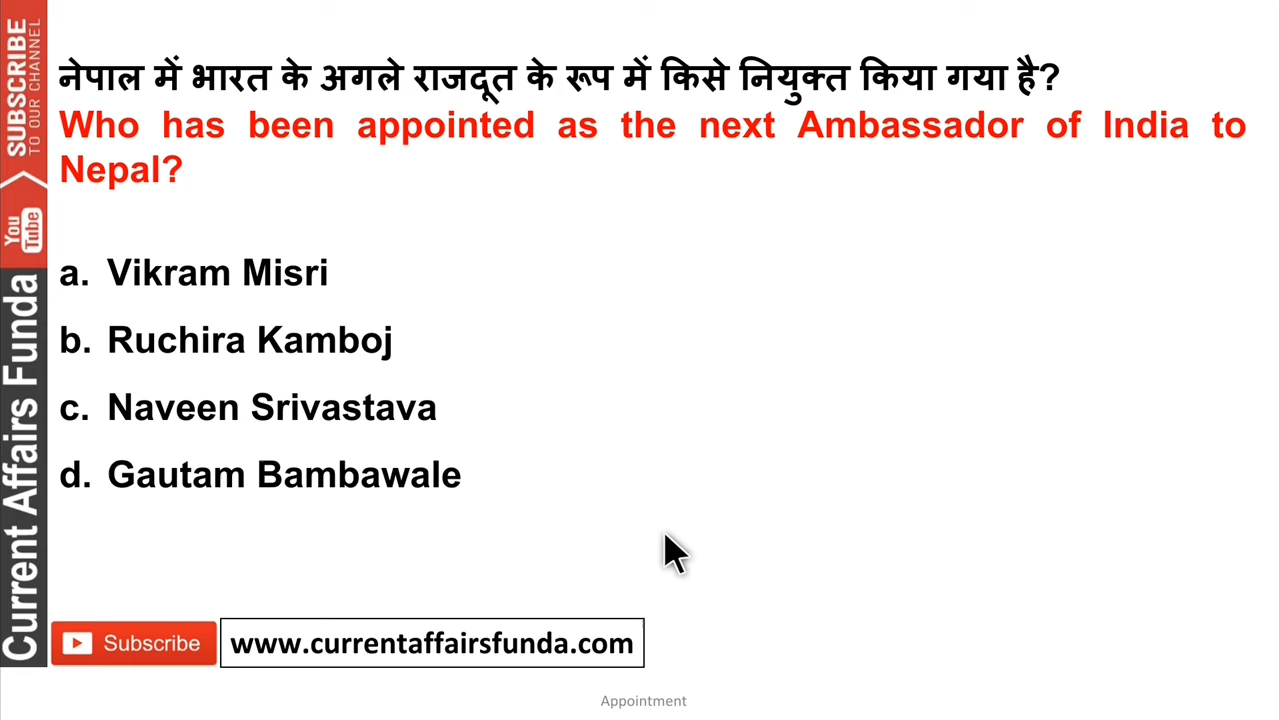 नेपाल में भारत के अगले राजदूत के रूप में किसे नियुक्त किया गया है?
Who has been appointed as the next Ambassador of India to
Nepal?
a. Vikram Misri
b. Ruchira Kamboj
c. Naveen Srivastava
d. Gautam Bambawale
SUBSCRIBE
TO OUR CHANNEL
You
Tube
Current Affairs Funda
Subscribe
www.currentaffairsfunda.com
Appointment